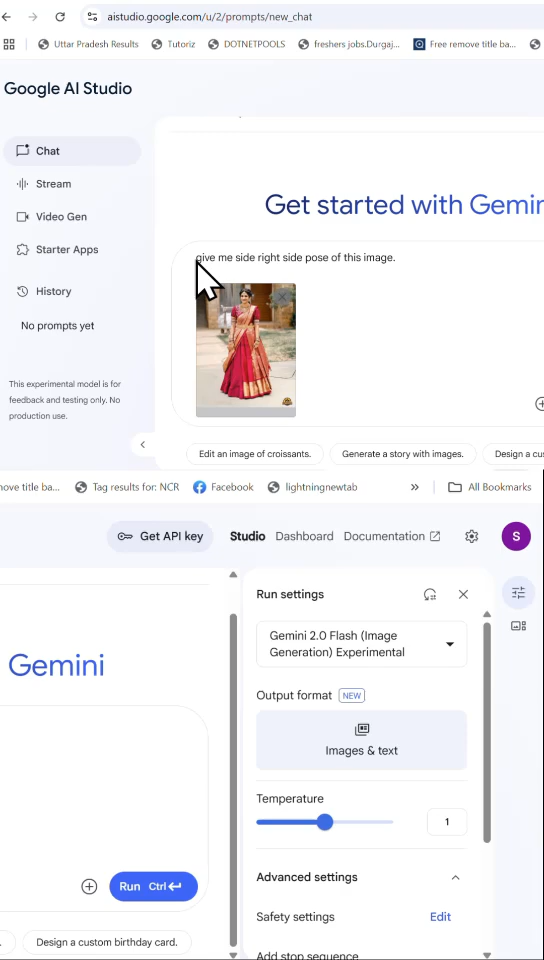 aistudio.google.com/u/2/prompts/new_chat
Uttar Pradesh Results Tutoriz DOTNETPOOLS freshers jobs.Durgaj... Free remove title ba...
Google AI Studio
Chat
Stream
Video Gen
Starter Apps
History
No prompts yet
This experimental model is for
feedback and testing only. No
production use.
Get started with Gemin
give me side right side pose of this image.
Edit an image of croissants. Generate a story with images. Design a cus
nove title ba... Tag results for: NCR Facebook lightningnewtab » All Bookmarks
Get API key Studio Dashboard Documentation S
Gemini
Run Ctrl
. Design a custom birthday card.
Run settings
Gemini 2.0 Flash (Image
Generation) Experimental
Output format NEW
Images & text
Temperature
1
Advanced settings
Safety settings Edit
Add stop sequence